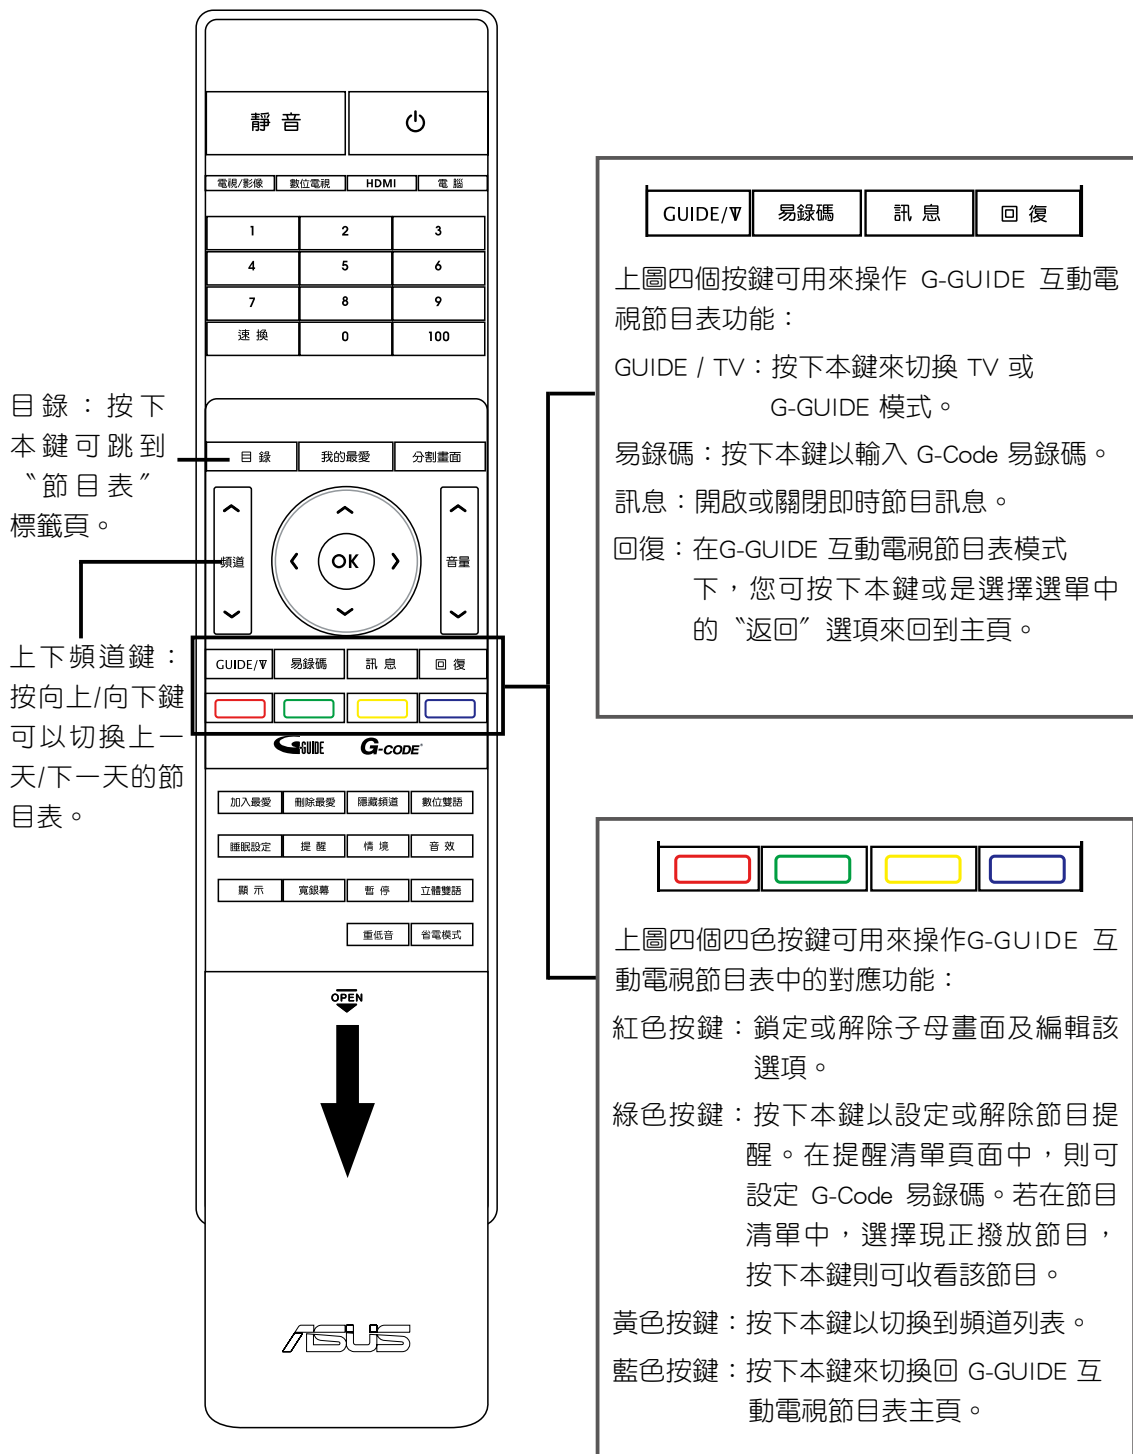 靜 音
電視/影像 數位電視 HDMI 電 腦
1 2 3
4 5 6
7 8 9
速 換 0 100
目 錄 我的最愛 分割畫面
頻道 OK 音量
GUIDE/TV 易錄碼 訊 息 回 復
G-GUIDE G-CODE®
加入最愛 刪除最愛 隱藏頻道 數位雙語
睡眠設定 提 醒 情 境 音 效
顯 示 寬銀幕 暫 停 立體雙語
重低音 省電模式
OPEN
ASUS
目錄：按下
本鍵可跳到
〝節目表〞
標籤頁。
上下頻道鍵：
按向上/向下鍵
可以切換上一
天/下一天的節
目表。
GUIDE/TV 易錄碼 訊 息 回 復
上圖四個按鍵可用來操作 G-GUIDE 互動電
視節目表功能：
GUIDE / TV：按下本鍵來切換 TV 或
G-GUIDE 模式。
易錄碼：按下本鍵以輸入 G-Code 易錄碼。
訊息：開啟或關閉即時節目訊息。
回復：在G-GUIDE 互動電視節目表模式
下，您可按下本鍵或是選擇選單中
的〝返回〞選項來回到主頁。
上圖四個四色按鍵可用來操作G-GUIDE 互
動電視節目表中的對應功能：
紅色按鍵：鎖定或解除子母畫面及編輯該
選項。
綠色按鍵：按下本鍵以設定或解除節目提
醒。在提醒清單頁面中，則可
設定 G-Code 易錄碼。若在節目
清單中，選擇現正撥放節目，
按下本鍵則可收看該節目。
黃色按鍵：按下本鍵以切換到頻道列表。
藍色按鍵：按下本鍵來切換回 G-GUIDE 互
動電視節目表主頁。